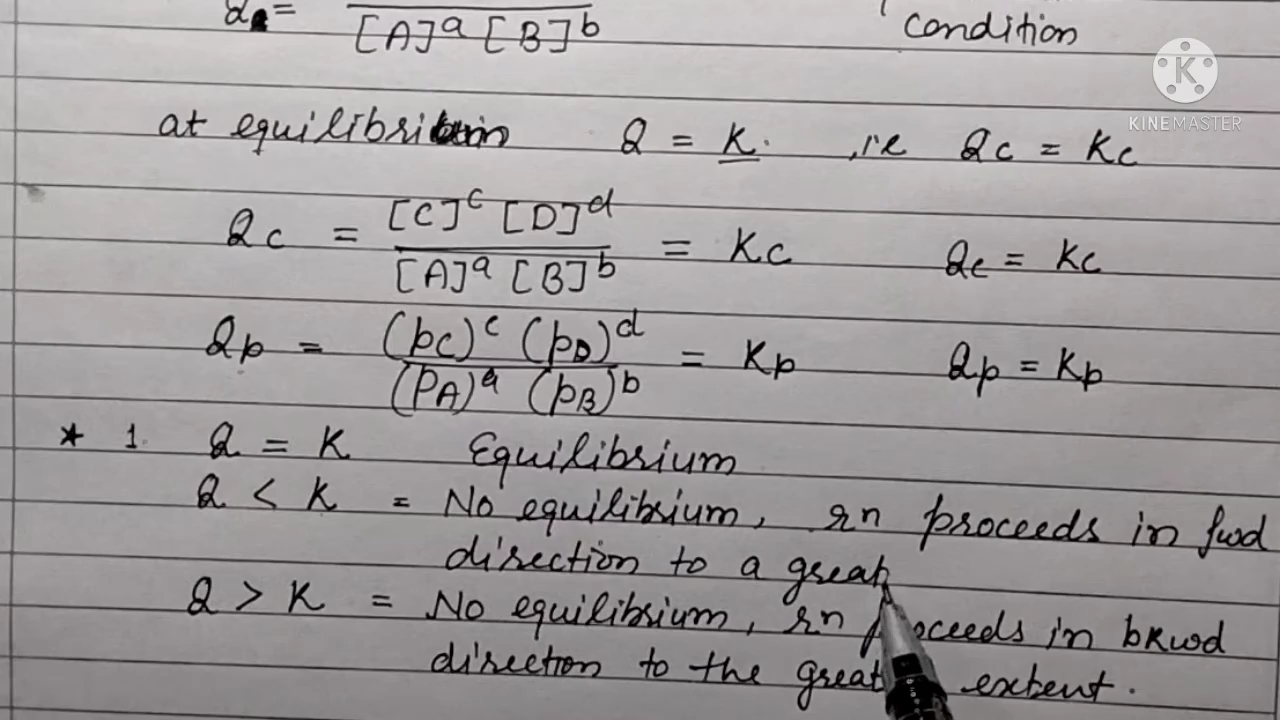 =
[A]ᵃ [B]ᵇ
condition
K
KINEMASTER
at equilibrium Q = K. ,ie Qc = Kc
Qc = [C]ᶜ [D]ᵈ / [A]ᵃ [B]ᵇ = Kc Qc = Kc
Qp = (pC)ᶜ (pD)ᵈ / (PA)ᵃ (pB)ᵇ = Kp Qp = Kp
* 1. Q = K Equilibrium
Q < K = No equilibrium, rn proceeds in fwd
direction to a great
Q > K = No equilibrium, rn proceeds in bkwd
direction to the great extent.